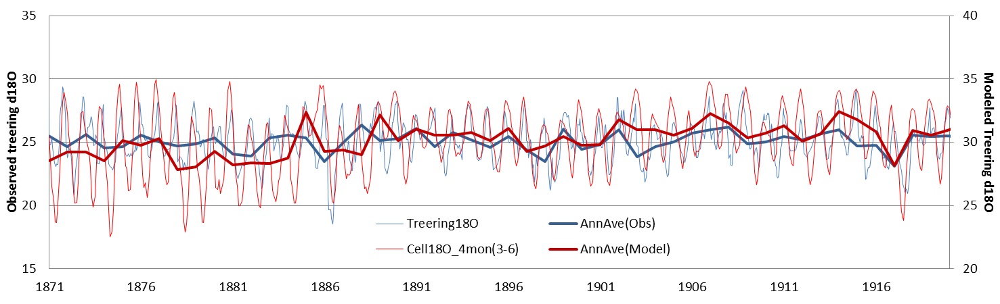 35
30
25
20
15
Observed treering d18O
40
35
30
25
20
Modeled Treering d18O
Treering18O
AnnAve(Obs)
Cell18O_4mon(3-6)
AnnAve(Model)
1871 1876 1881 1886 1891 1896 1901 1906 1911 1916